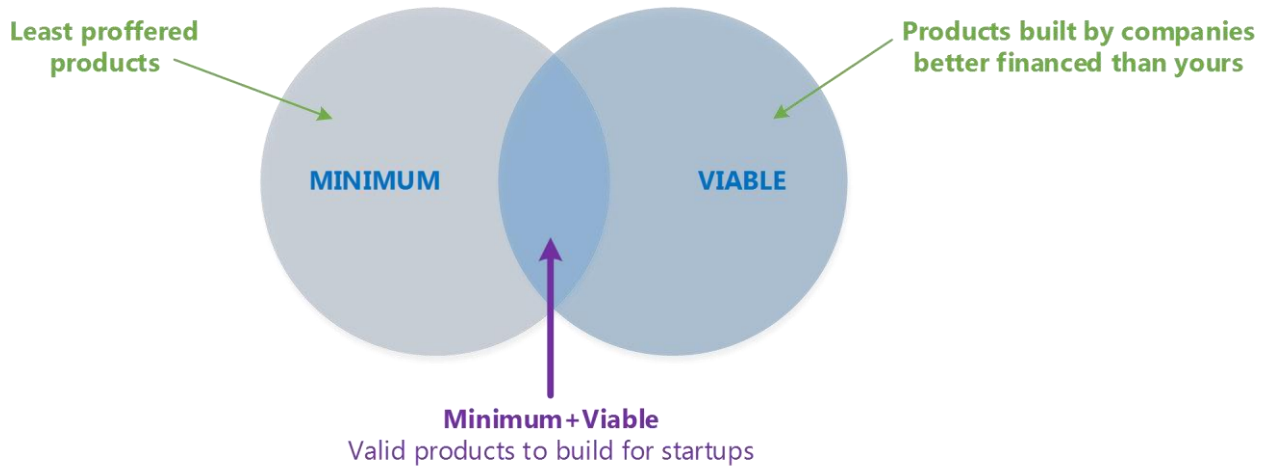 Least proffered
products
Products built by companies
better financed than yours
MINIMUM
VIABLE
Minimum+Viable
Valid products to build for startups